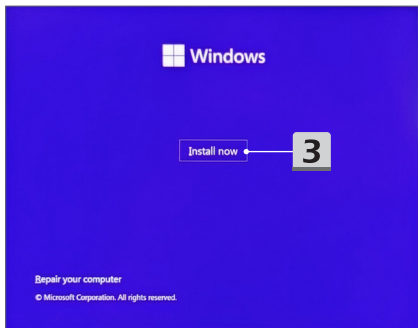 Windows
Install now
3
Repair your computer
© Microsoft Corporation. All rights reserved.